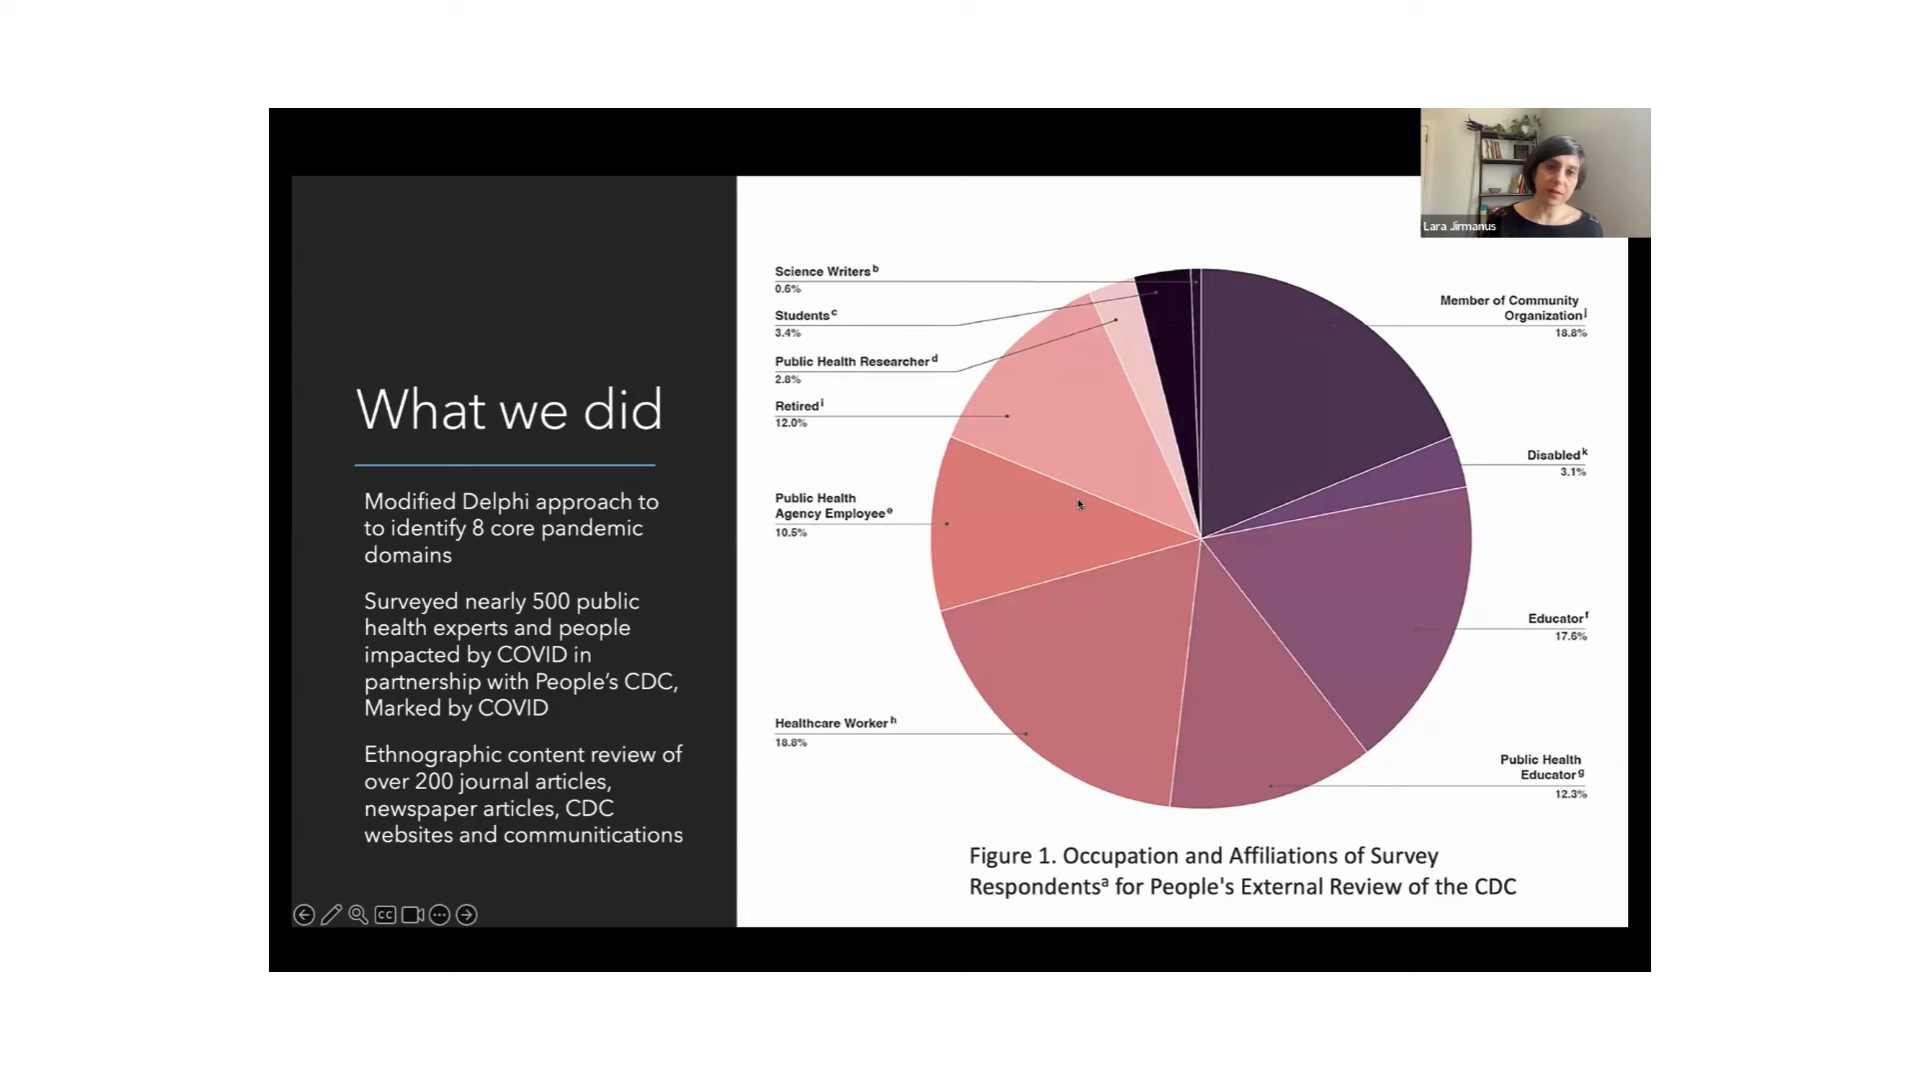 Lara Jirmanus
What we did
Modified Delphi approach to
to identify 8 core pandemic
domains
Surveyed nearly 500 public
health experts and people
impacted by COVID in
partnership with People's CDC,
Marked by COVID
Ethnographic content review of
over 200 journal articles,
newspaper articles, CDC
websites and communitications
CC
Science Writers b
0.6%
Students c
3.4%
Public Health Researcher d
2.8%
Retired i
12.0%
Public Health
Agency Employee e
10.5%
Healthcare Worker h
18.8%
Member of Community
Organization j
18.8%
Disabled k
3.1%
Educator f
17.6%
Public Health
Educator g
12.3%
Figure 1. Occupation and Affiliations of Survey
Respondentsª for People's External Review of the CDC